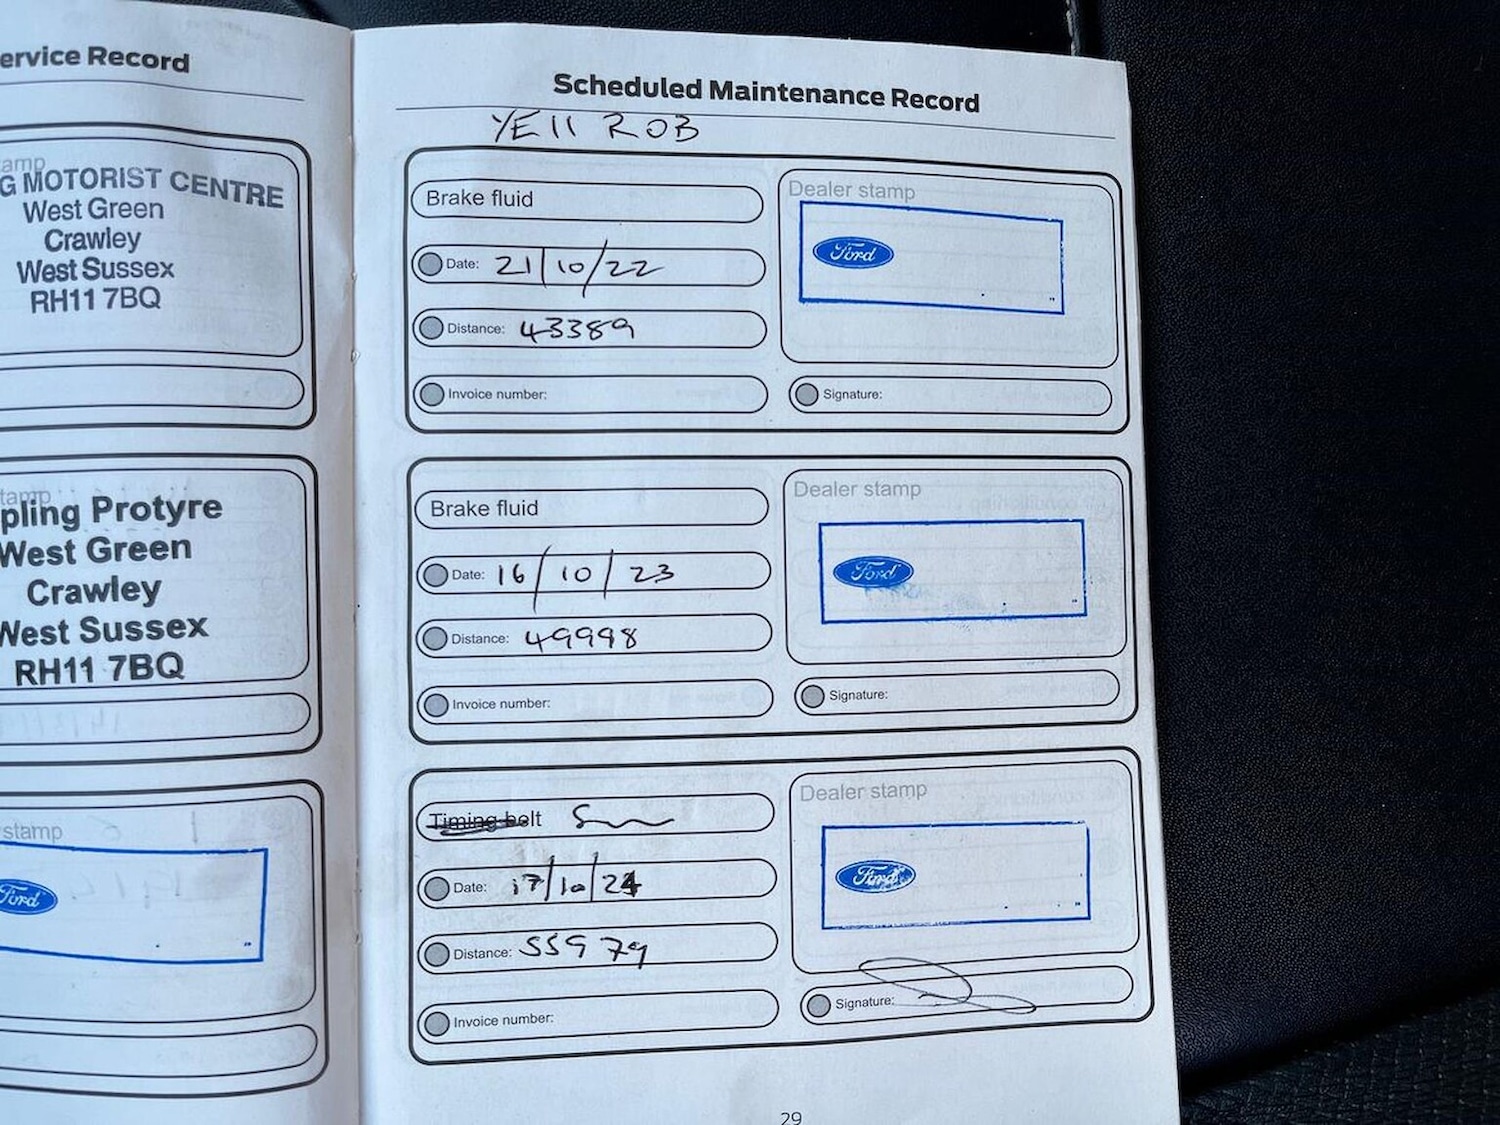 ervice Record
amp
G MOTORIST CENTRE
West Green
Crawley
West Sussex
RH11 7BQ
tamp
pling Protyre
West Green
Crawley
West Sussex
RH11 7BQ
stamp
Ford
Scheduled Maintenance Record
YE11 ROB
Brake fluid
Date: 21/10/22
Distance: 43389
Invoice number:
Dealer stamp
Ford
Signature:
Brake fluid
Date: 16/10/23
Distance: 49998
Invoice number:
Dealer stamp
Ford
Signature:
Timing belt
Date: 17/10/24
Distance: 55979
Invoice number:
Dealer stamp
Ford
Signature:
29